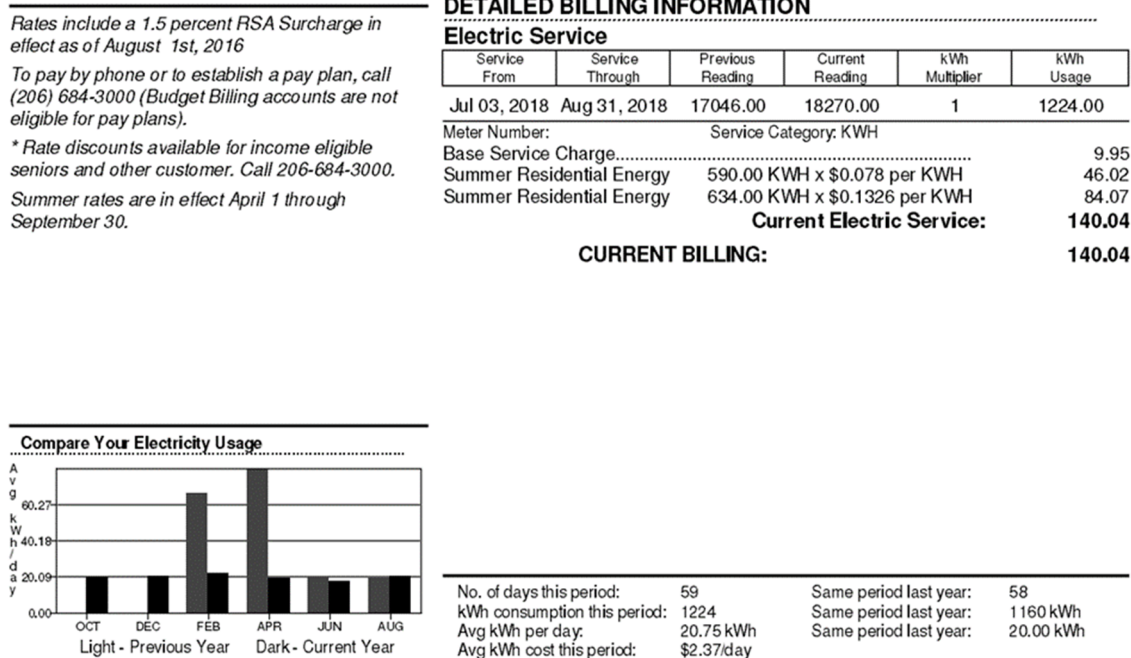 Rates include a 1.5 percent RSA Surcharge in
effect as of August 1st, 2016
To pay by phone or to establish a pay plan, call
(206) 684-3000 (Budget Billing accounts are not
eligible for pay plans).
* Rate discounts available for income eligible
seniors and other customer. Call 206-684-3000.
Summer rates are in effect April 1 through
September 30.
DETAILED BILLING INFORMATION
Electric Service
Service From Service Through Previous Reading Current Reading kWh Multiplier kWh Usage
Jul 03, 2018 Aug 31, 2018 17046.00 18270.00 1 1224.00
Meter Number: Service Category: KWH
Base Service Charge 9.95
Summer Residential Energy 590.00 KWH x $0.078 per KWH 46.02
Summer Residential Energy 634.00 KWH x $0.1326 per KWH 84.07
Current Electric Service: 140.04
CURRENT BILLING: 140.04
Compare Your Electricity Usage
Avg kWh/day
60.27
40.18
20.09
0.00
OCT DEC FEB APR JUN AUG
Light - Previous Year Dark - Current Year
No. of days this period: 59 Same period last year: 58
kWh consumption this period: 1224 Same period last year: 1160 kWh
Avg kWh per day: 20.75 kWh Same period last year: 20.00 kWh
Avg kWh cost this period: $2.37/day